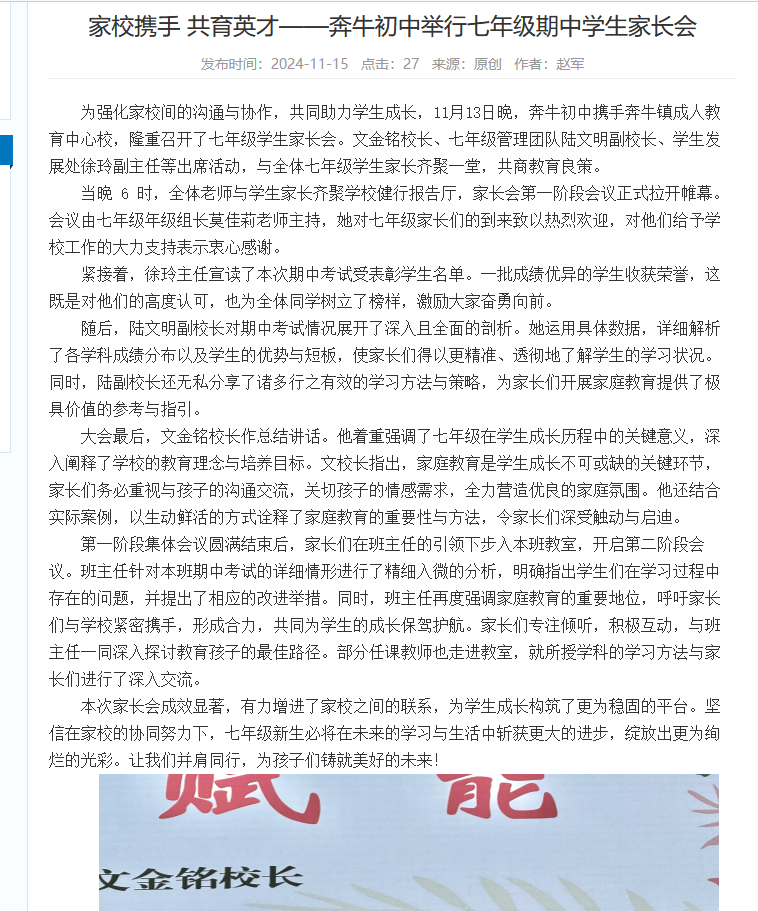 家校携手 共育英才——奔牛初中举行七年级期中学生家长会
发布时间：2024-11-15 点击：27 来源：原创 作者：赵军
为强化家校间的沟通与协作，共同助力学生成长，11月13日晚，奔牛初中携手奔牛镇成人教
育中心校，隆重召开了七年级学生家长会。文金铭校长、七年级管理团队陆文明副校长、学生发
展处徐玲副主任等出席活动，与全体七年级学生家长齐聚一堂，共商教育良策。
当晚 6 时，全体老师与学生家长齐聚学校健行报告厅，家长会第一阶段会议正式拉开帷幕。
会议由七年级年级组长莫佳莉老师主持，她对七年级家长们的到来致以热烈欢迎，对他们给予学
校工作的大力支持表示衷心感谢。
紧接着，徐玲主任宣读了本次期中考试受表彰学生名单。一批成绩优异的学生收获荣誉，这
既是对他们的高度认可，也为全体同学树立了榜样，激励大家奋勇向前。
随后，陆文明副校长对期中考试情况展开了深入且全面的剖析。她运用具体数据，详细解析
了各学科成绩分布以及学生的优势与短板，使家长们得以更精准、透彻地了解学生的学习状况。
同时，陆副校长还无私分享了诸多行之有效的学习方法与策略，为家长们开展家庭教育提供了极
具价值的参考与指引。
大会最后，文金铭校长作总结讲话。他着重强调了七年级在学生成长历程中的关键意义，深
入阐释了学校的教育理念与培养目标。文校长指出，家庭教育是学生成长不可或缺的关键环节，
家长们务必重视与孩子的沟通交流，关切孩子的情感需求，全力营造优良的家庭氛围。他还结合
实际案例，以生动鲜活的方式诠释了家庭教育的重要性与方法，令家长们深受触动与启迪。
第一阶段集体会议圆满结束后，家长们在班主任的引领下步入本班教室，开启第二阶段会
议。班主任针对本班期中考试的详细情形进行了精细入微的分析，明确指出学生们在学习过程中
存在的问题，并提出了相应的改进举措。同时，班主任再度强调家庭教育的重要地位，呼吁家长
们与学校紧密携手，形成合力，共同为学生的成长保驾护航。家长们专注倾听，积极互动，与班
主任一同深入探讨教育孩子的最佳路径。部分任课教师也走进教室，就所授学科的学习方法与家
长们进行了深入交流。
本次家长会成效显著，有力增进了家校之间的联系，为学生成长构筑了更为稳固的平台。坚
信在家校的协同努力下，七年级新生必将在未来的学习与生活中斩获更大的进步，绽放出更为绚
烂的光彩。让我们并肩同行，为孩子们铸就美好的未来！
赋 能
文金铭校长